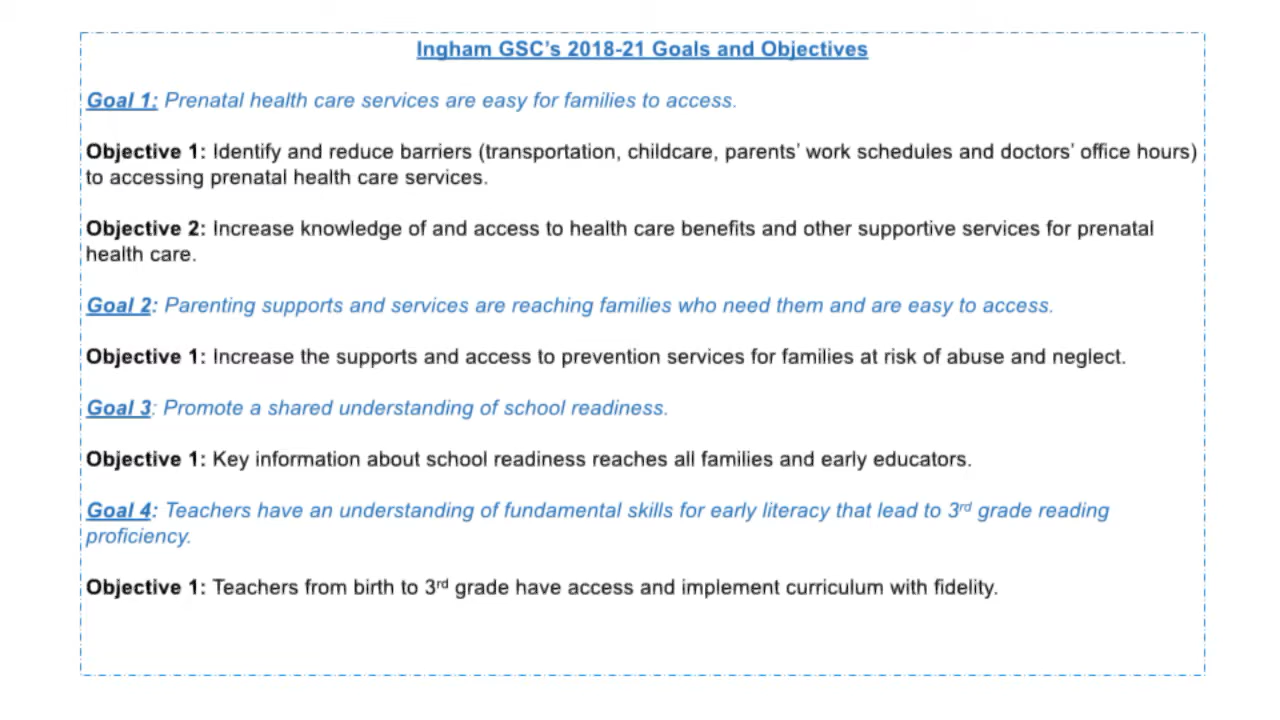 Ingham GSC’s 2018-21 Goals and Objectives
Goal 1: Prenatal health care services are easy for families to access.
Objective 1: Identify and reduce barriers (transportation, childcare, parents’ work schedules and doctors’ office hours)
to accessing prenatal health care services.
Objective 2: Increase knowledge of and access to health care benefits and other supportive services for prenatal
health care.
Goal 2: Parenting supports and services are reaching families who need them and are easy to access.
Objective 1: Increase the supports and access to prevention services for families at risk of abuse and neglect.
Goal 3: Promote a shared understanding of school readiness.
Objective 1: Key information about school readiness reaches all families and early educators.
Goal 4: Teachers have an understanding of fundamental skills for early literacy that lead to 3rd grade reading
proficiency.
Objective 1: Teachers from birth to 3rd grade have access and implement curriculum with fidelity.